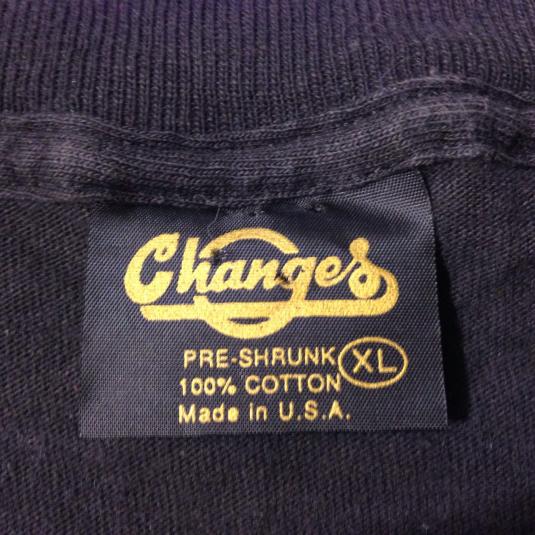 Changes
PRE-SHRUNK XL
100% COTTON
Made in U.S.A.